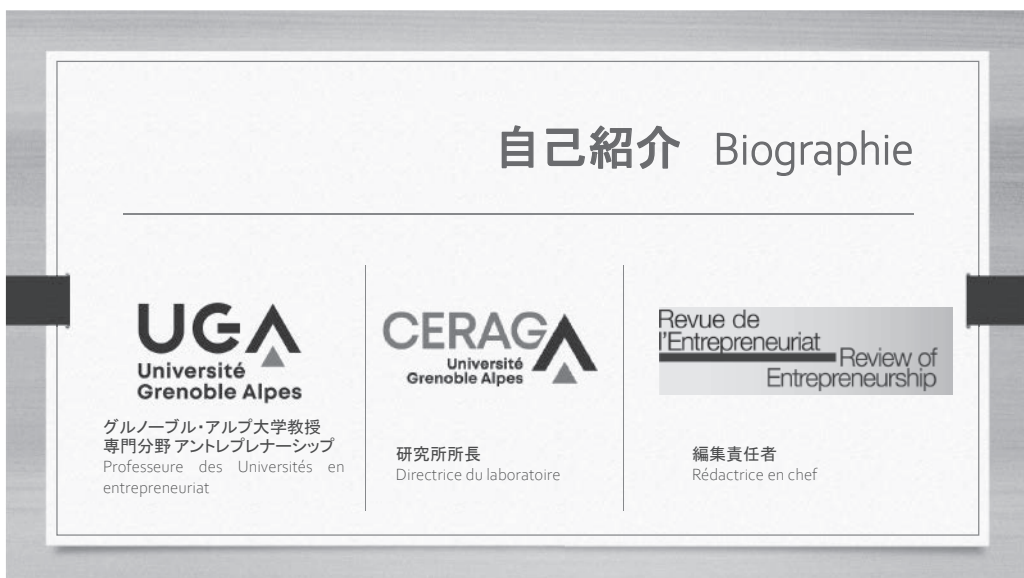 自己紹介 Biographie
UGA
Université
Grenoble Alpes
グルノーブル・アルプ大学教授
専門分野 アントレプレナーシップ
Professeure des Universités en
entrepreneuriat
CERAGA
Université
Grenoble Alpes
研究所所長
Directrice du laboratoire
Revue de
l'Entrepreneuriat
Review of
Entrepreneurship
編集責任者
Rédactrice en chef